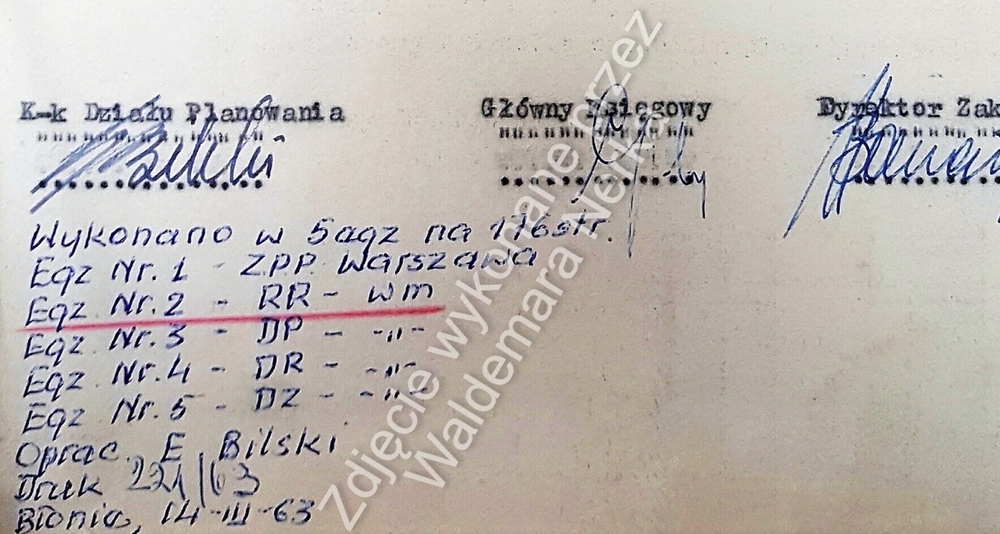 K-k Działu Planowania Główny Księgowy Dyrektor Zak
Wykonano w 5 egz na 176 str.
Egz Nr. 1 - ZPP Warszawa
Egz Nr. 2 - RR - WM
Egz Nr. 3 - DP - -„-
Egz Nr. 4 - DR - -„-
Egz Nr. 5 - DZ - -„-
Oprac. E. Bilski
Druk 221/63
Błonie, 14-III-63
Zdjęcie wykonane przez
Waldemara Nelke